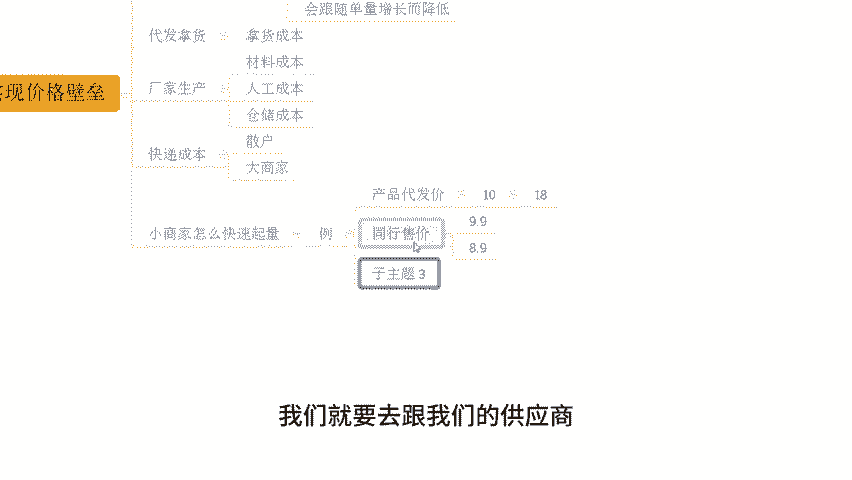 会跟随单量增长而降低
代发拿货 拿货成本
材料成本
厂家生产 人工成本
现价格壁垒
仓储成本
散户
快递成本
大商家
产品代发价 10 18
9.9
小商家怎么快速起量 例 同行售价
8.9
子主题 3
我们就要去跟我们的供应商